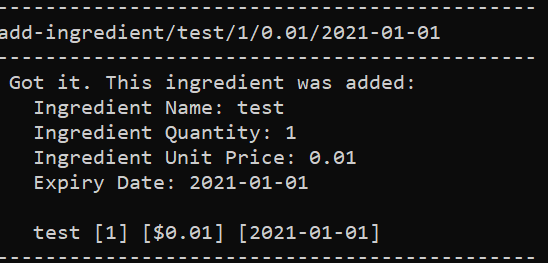 ------------------------------------------------
add-ingredient/test/1/0.01/2021-01-01
------------------------------------------------
Got it. This ingredient was added:
Ingredient Name: test
Ingredient Quantity: 1
Ingredient Unit Price: 0.01
Expiry Date: 2021-01-01
test [1] [$0.01] [2021-01-01]
------------------------------------------------